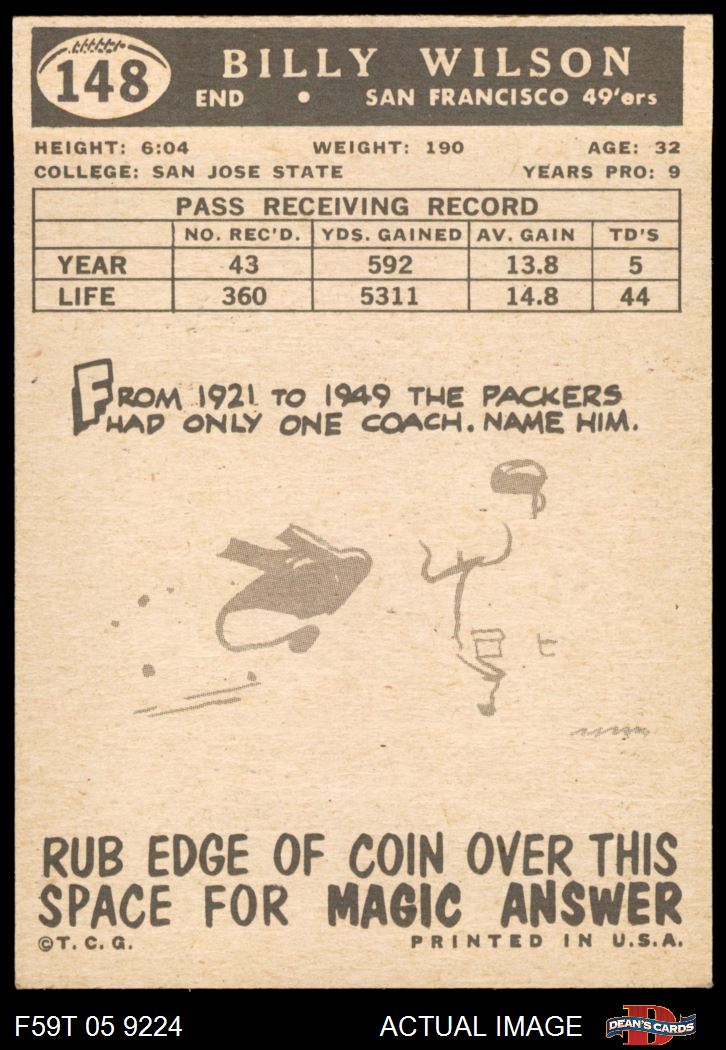 148
BILLY WILSON
END • SAN FRANCISCO 49'ers
HEIGHT: 6:04 WEIGHT: 190 AGE: 32
COLLEGE: SAN JOSE STATE YEARS PRO: 9
PASS RECEIVING RECORD
NO. REC'D. YDS. GAINED AV. GAIN TD'S
YEAR 43 592 13.8 5
LIFE 360 5311 14.8 44
FROM 1921 TO 1949 THE PACKERS
HAD ONLY ONE COACH. NAME HIM.
RUB EDGE OF COIN OVER THIS
SPACE FOR MAGIC ANSWER
©T. C. G. PRINTED IN U.S.A.
F59T 05 9224 ACTUAL IMAGE D DEAN'S CARDS